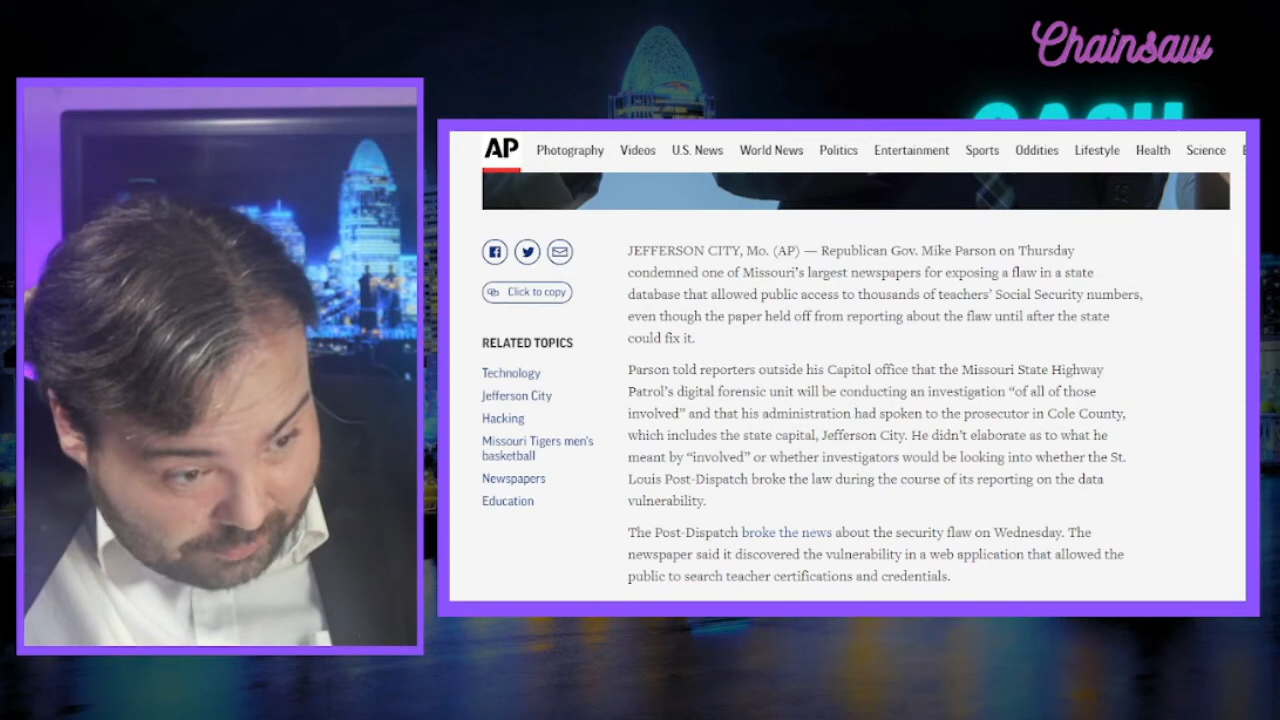 Chainsaw
CASH
AP
Photography Videos U.S. News World News Politics Entertainment Sports Oddities Lifestyle Health Science
Click to copy
RELATED TOPICS
Technology
Jefferson City
Hacking
Missouri Tigers men's
basketball
Newspapers
Education
JEFFERSON CITY, Mo. (AP) — Republican Gov. Mike Parson on Thursday
condemned one of Missouri's largest newspapers for exposing a flaw in a state
database that allowed public access to thousands of teachers' Social Security numbers,
even though the paper held off from reporting about the flaw until after the state
could fix it.
Parson told reporters outside his Capitol office that the Missouri State Highway
Patrol's digital forensic unit will be conducting an investigation “of all of those
involved” and that his administration had spoken to the prosecutor in Cole County,
which includes the state capital, Jefferson City. He didn't elaborate as to what he
meant by “involved” or whether investigators would be looking into whether the St.
Louis Post-Dispatch broke the law during the course of its reporting on the data
vulnerability.
The Post-Dispatch broke the news about the security flaw on Wednesday. The
newspaper said it discovered the vulnerability in a web application that allowed the
public to search teacher certifications and credentials.